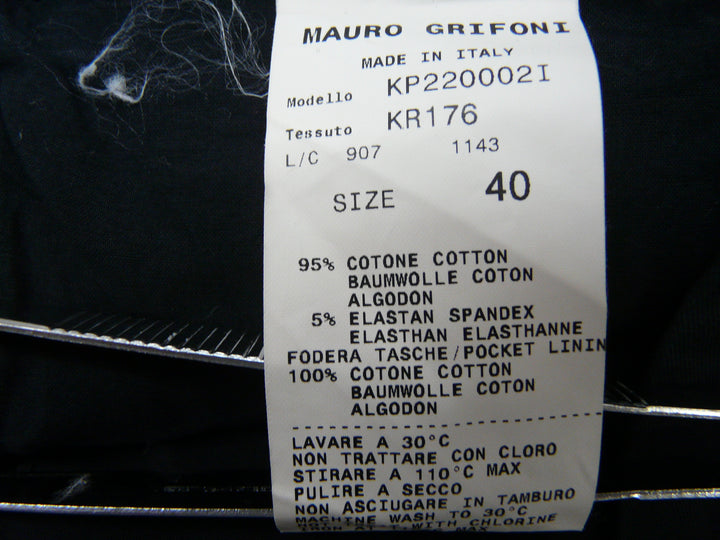 MAURO GRIFONI
MADE IN ITALY
Modello KP220002I
Tessuto KR176
L/C 907 1143
SIZE 40
95% COTONE COTTON
BAUMWOLLE COTON
ALGODON
5% ELASTAN SPANDEX
ELASTHAN ELASTHANNE
FODERA TASCHE/POCKET LININ
100% COTONE COTTON
BAUMWOLLE COTON
ALGODON
LAVARE A 30°C
NON TRATTARE CON CLORO
STIRARE A 110°C MAX
PULIRE A SECCO
NON ASCIUGARE IN TAMBURO
MACHINE WASH TO 30°C
WITH CHLORINE